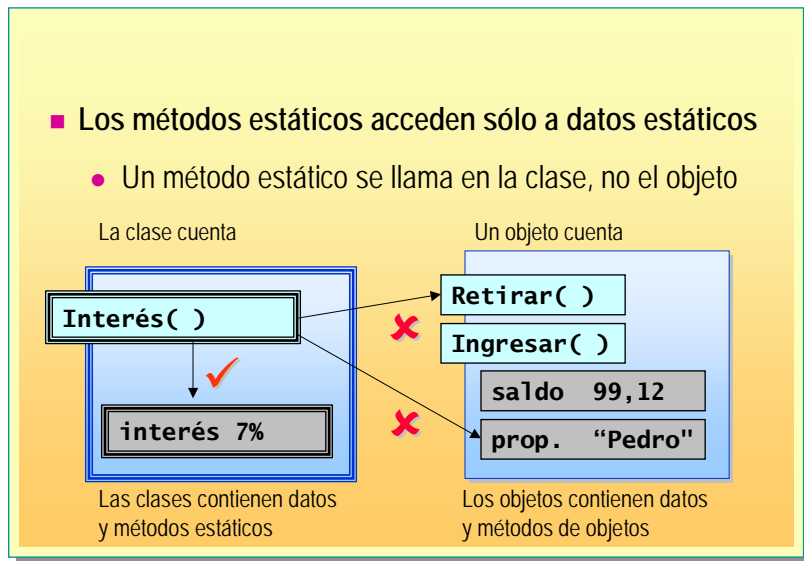 Los métodos estáticos acceden sólo a datos estáticos
Un método estático se llama en la clase, no el objeto
La clase cuenta
Un objeto cuenta
Interés( )
interés 7%
Retirar( )
Ingresar( )
saldo 99,12
prop. “Pedro"
Las clases contienen datos
y métodos estáticos
Los objetos contienen datos
y métodos de objetos